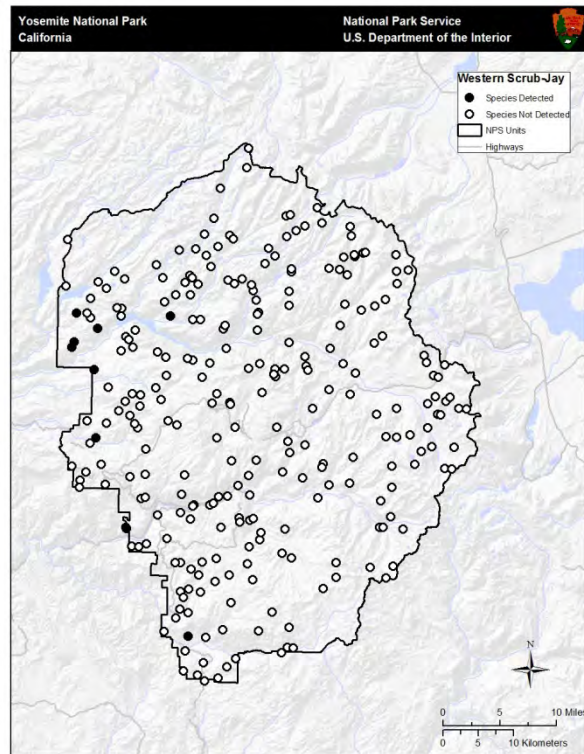 Yosemite National Park
California
National Park Service
U.S. Department of the Interior
Western Scrub-Jay
Species Detected
Species Not Detected
NPS Units
Highways
N
0 5 10 Miles
0 5 10 Kilometers